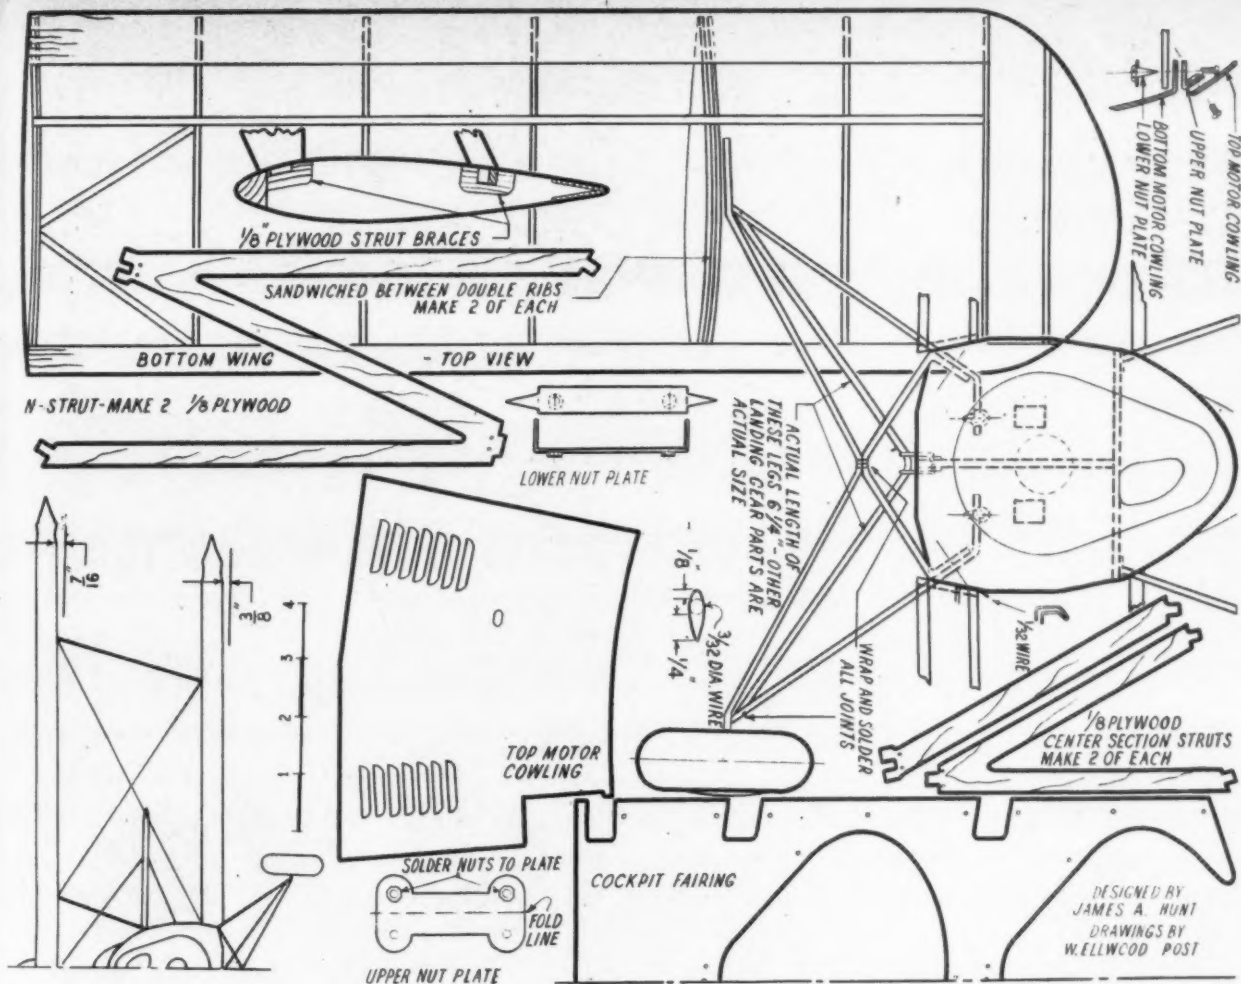 TOP MOTOR COWLING
UPPER NUT PLATE
BOTTOM MOTOR COWLING
LOWER NUT PLATE
1/8" PLYWOOD STRUT BRACES
SANDWICHED BETWEEN DOUBLE RIBS
MAKE 2 OF EACH
BOTTOM WING - TOP VIEW
N-STRUT-MAKE 2 1/8 PLYWOOD
LOWER NUT PLATE
ACTUAL LENGTH OF
THESE LEGS 6 1/4"-OTHER
LANDING GEAR PARTS ARE
ACTUAL SIZE
7/16"
3/8"
4
3
2
1
1/8"
1/4"
3/32 DIA. WIRE
WRAP AND SOLDER
ALL JOINTS
1/32 WIRE
1/8 PLYWOOD
CENTER SECTION STRUTS
MAKE 2 OF EACH
TOP MOTOR
COWLING
SOLDER NUTS TO PLATE
FOLD
LINE
UPPER NUT PLATE
COCKPIT FAIRING
DESIGNED BY
JAMES A. HUNT
DRAWINGS BY
W. ELLWOOD POST